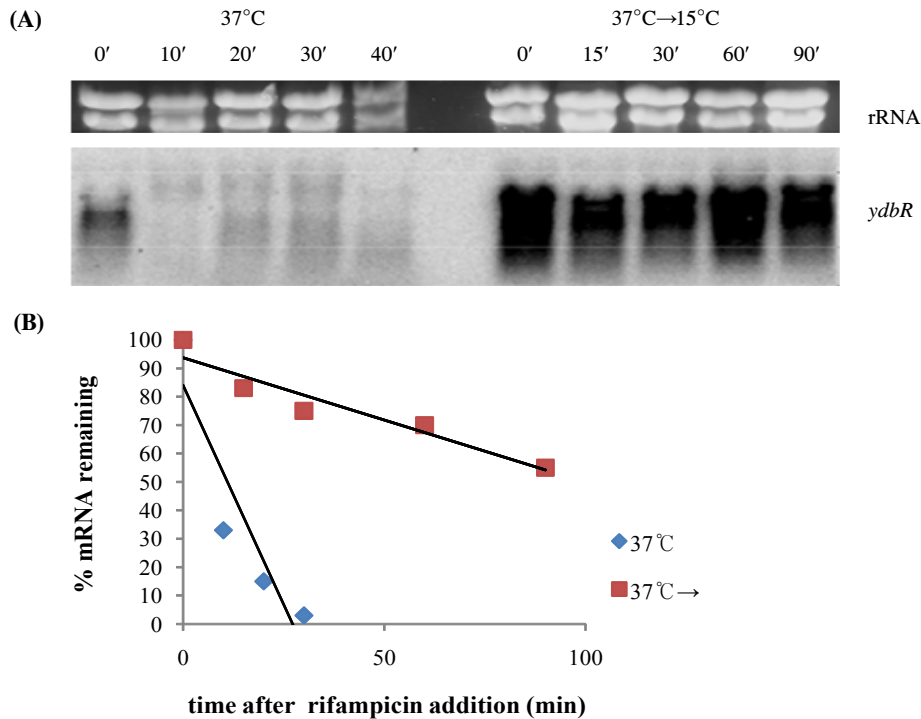 (A)
37°C
37°C→15°C
0′ 10′ 20′ 30′ 40′ 0′ 15′ 30′ 60′ 90′
rRNA
ydbR
(B)
100
90
80
70
60
50
40
30
20
10
0
% mRNA remaining
0 50 100
time after rifampicin addition (min)
37℃
37℃→